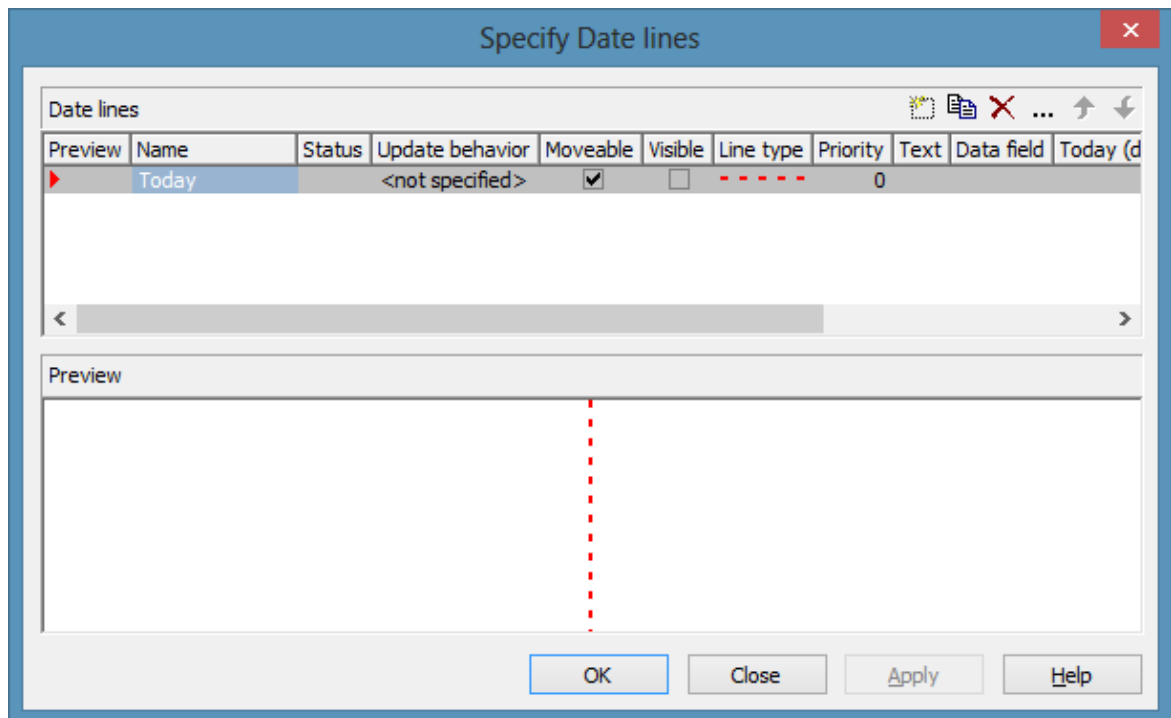 Specify Date lines
Date lines
Preview Name Status Update behavior Moveable Visible Line type Priority Text Data field Today (d
Today <not specified> 0
Preview
OK Close Apply Help